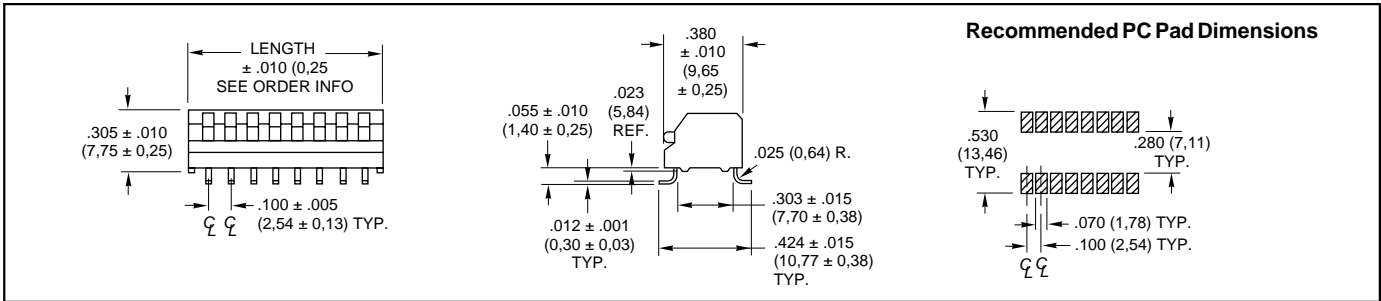 LENGTH
± .010 (0,25
SEE ORDER INFO
.305 ± .010
(7,75 ± 0,25)
.100 ± .005
(2,54 ± 0,13) TYP.
℄ ℄
.380
± .010
(9,65
± 0,25)
.023
(5,84)
REF.
.055 ± .010
(1,40 ± 0,25)
.025 (0,64) R.
.012 ± .001
(0,30 ± 0,03)
TYP.
.303 ± .015
(7,70 ± 0,38)
.424 ± .015
(10,77 ± 0,38)
TYP.
Recommended PC Pad Dimensions
.530
(13,46)
TYP.
.280 (7,11)
TYP.
.070 (1,78) TYP.
.100 (2,54) TYP.
℄ ℄